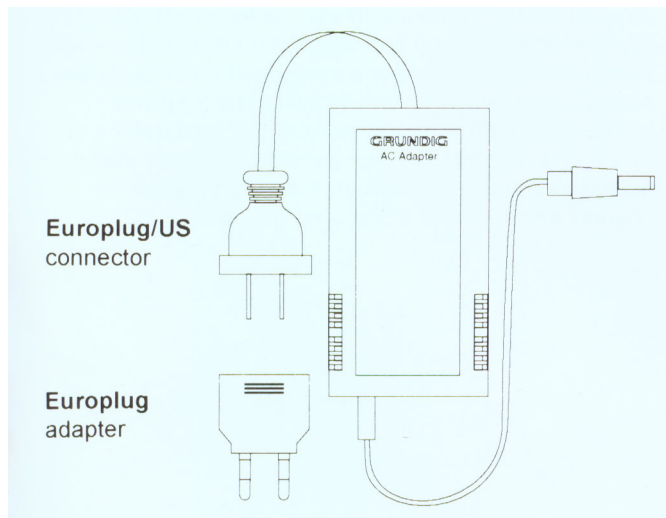 GRUNDIG
AC Adapter
Europlug/US
connector
Europlug
adapter